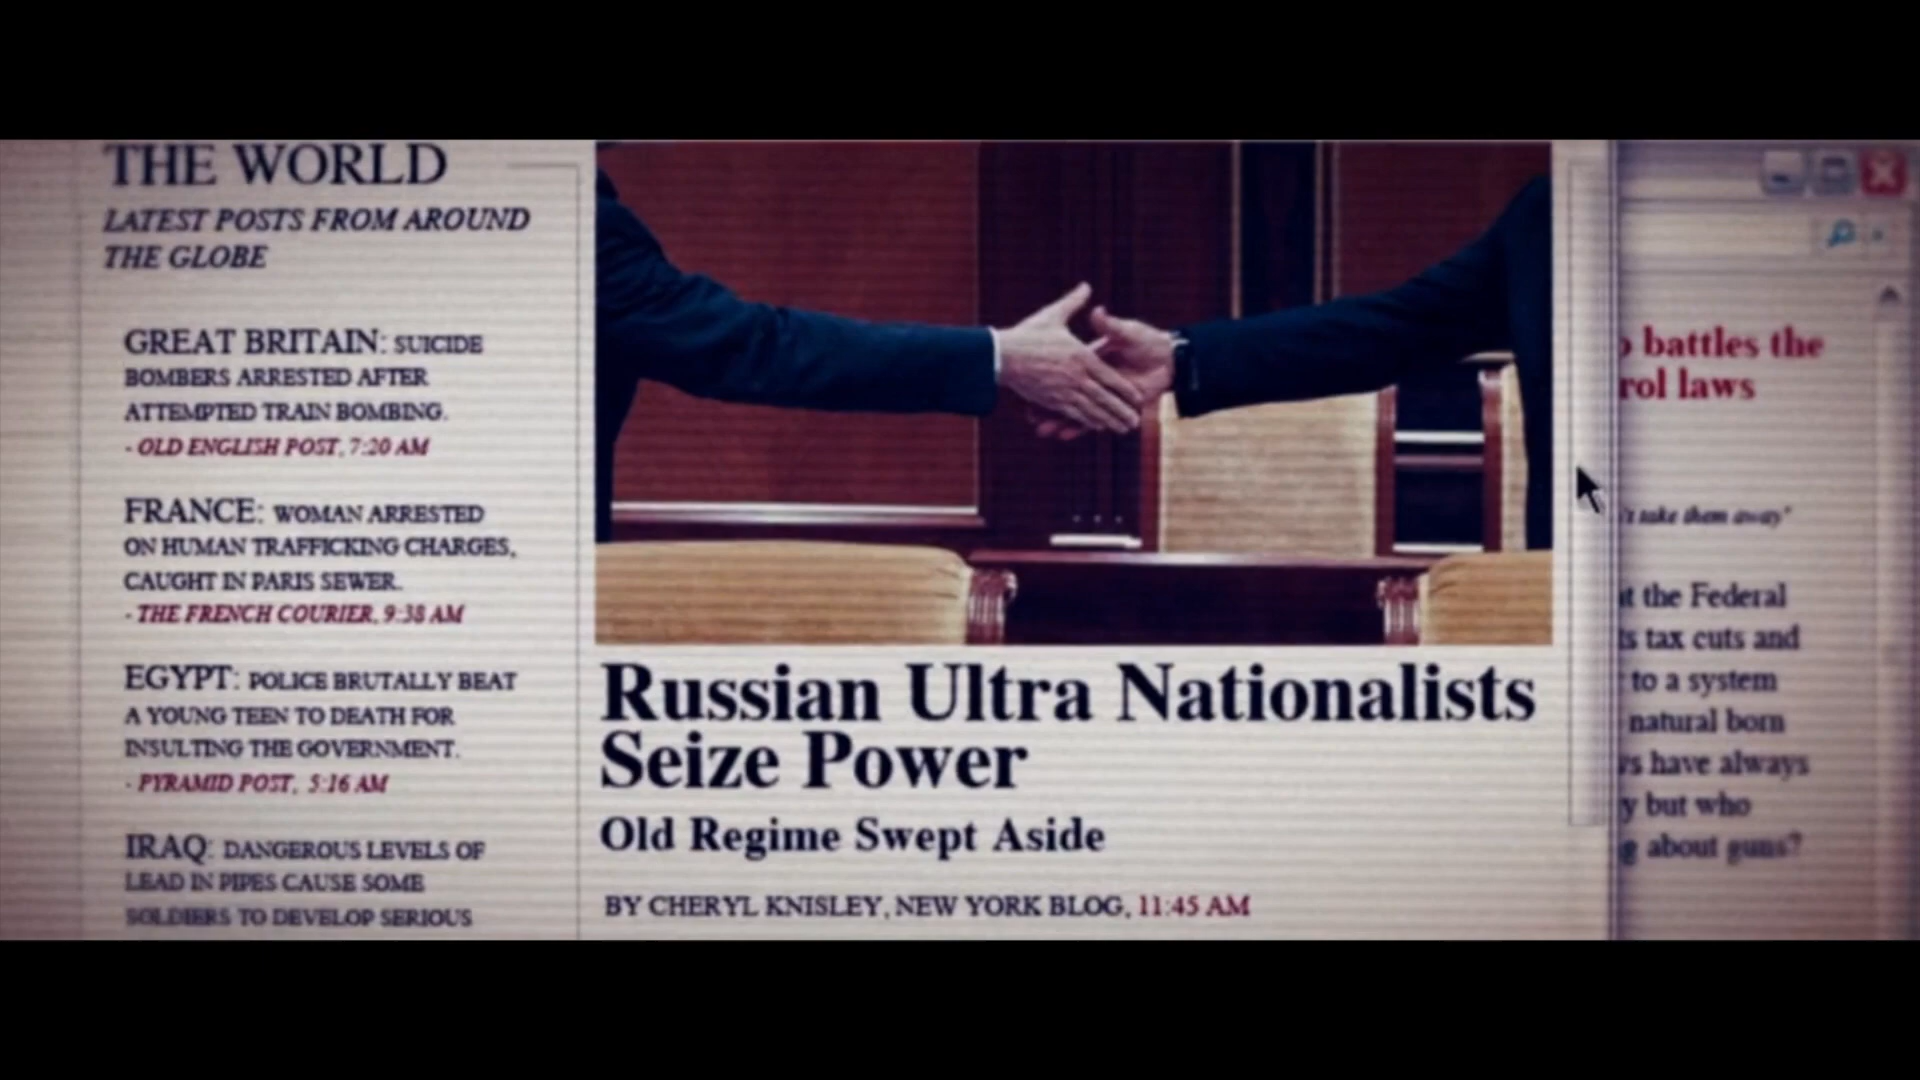 THE WORLD
LATEST POSTS FROM AROUND
THE GLOBE
GREAT BRITAIN: SUICIDE
BOMBERS ARRESTED AFTER
ATTEMPTED TRAIN BOMBING.
- OLD ENGLISH POST, 7:20 AM
FRANCE: WOMAN ARRESTED
ON HUMAN TRAFFICKING CHARGES,
CAUGHT IN PARIS SEWER.
- THE FRENCH COURIER, 9:38 AM
EGYPT: POLICE BRUTALLY BEAT
A YOUNG TEEN TO DEATH FOR
INSULTING THE GOVERNMENT.
- PYRAMID POST, 5:16 AM
IRAQ: DANGEROUS LEVELS OF
LEAD IN PIPES CAUSE SOME
SOLDIERS TO DEVELOP SERIOUS
Russian Ultra Nationalists
Seize Power
Old Regime Swept Aside
BY CHERYL KNISLEY, NEW YORK BLOG, 11:45 AM
battles the
rol laws
take them away"
the Federal
tax cuts and
to a system
natural born
have always
y but who
about guns?